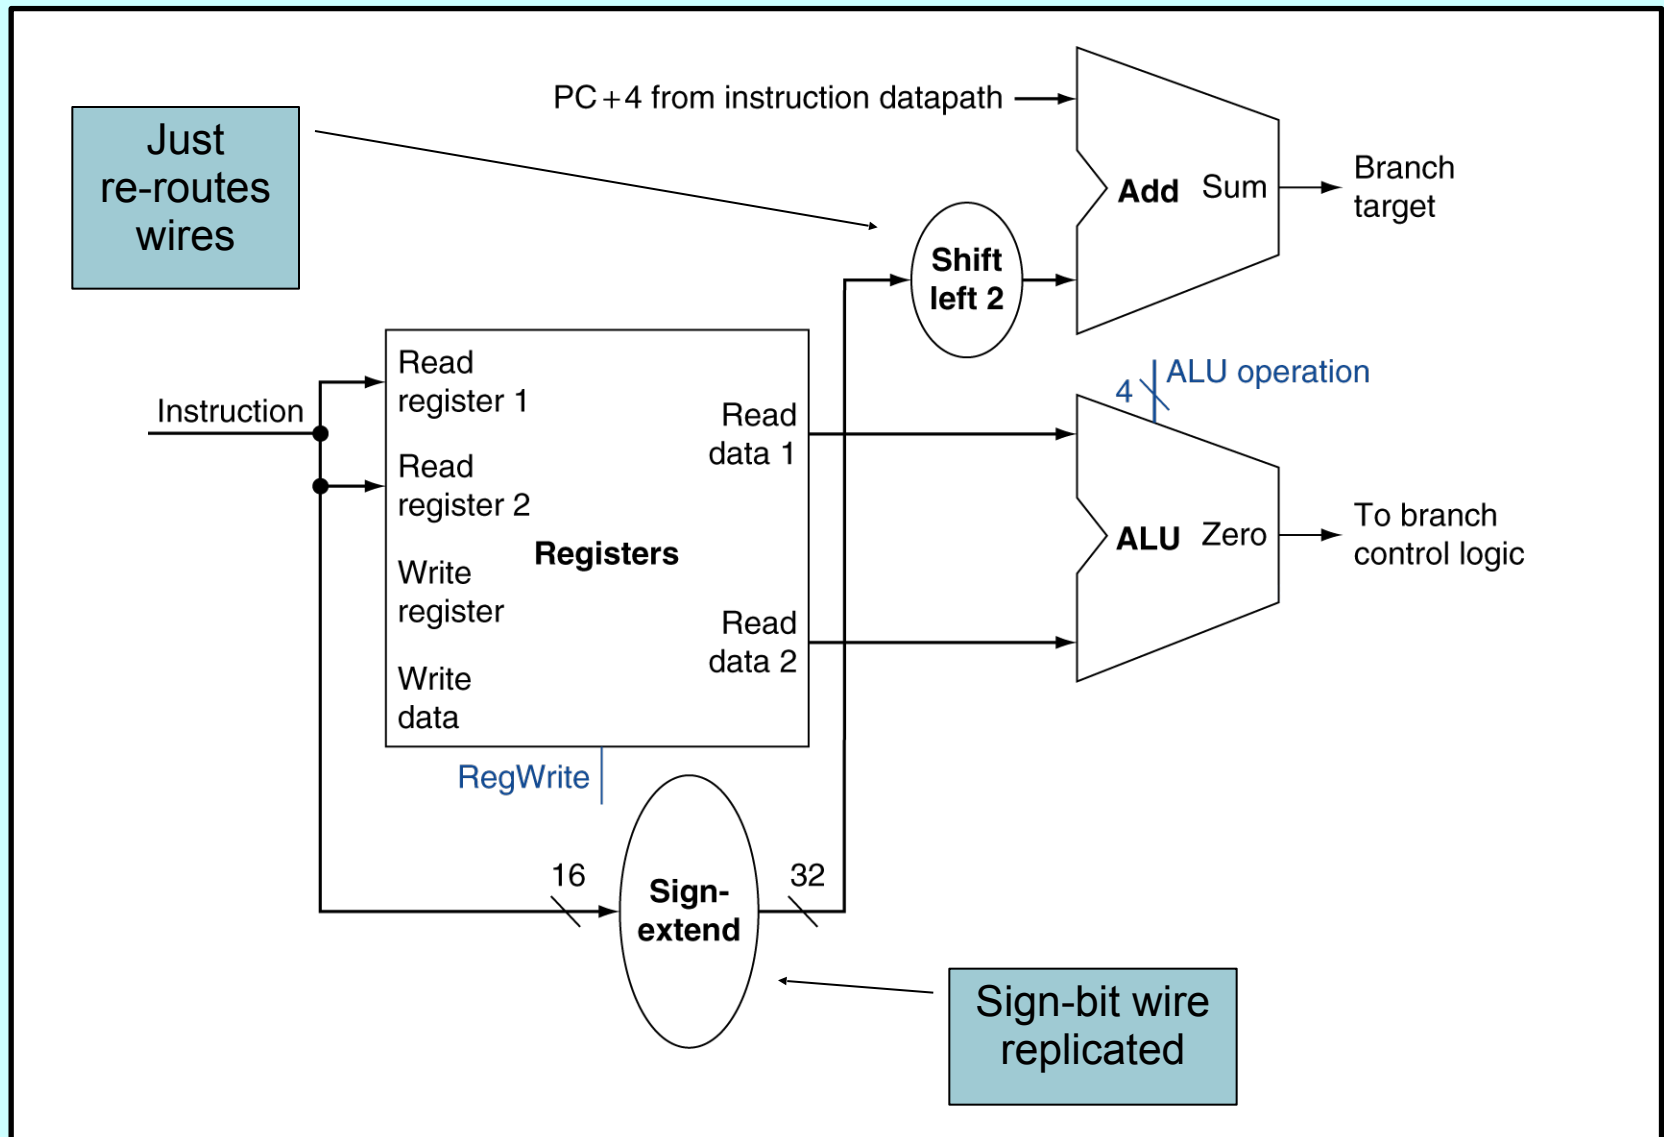 PC+4 from instruction datapath
Just
re-routes
wires
Add Sum
Branch
target
Shift
left 2
ALU operation
4
Instruction
Read
register 1
Read
data 1
Read
register 2
Registers
Write
register
Read
data 2
Write
data
ALU Zero
To branch
control logic
RegWrite
16
32
Sign-
extend
Sign-bit wire
replicated